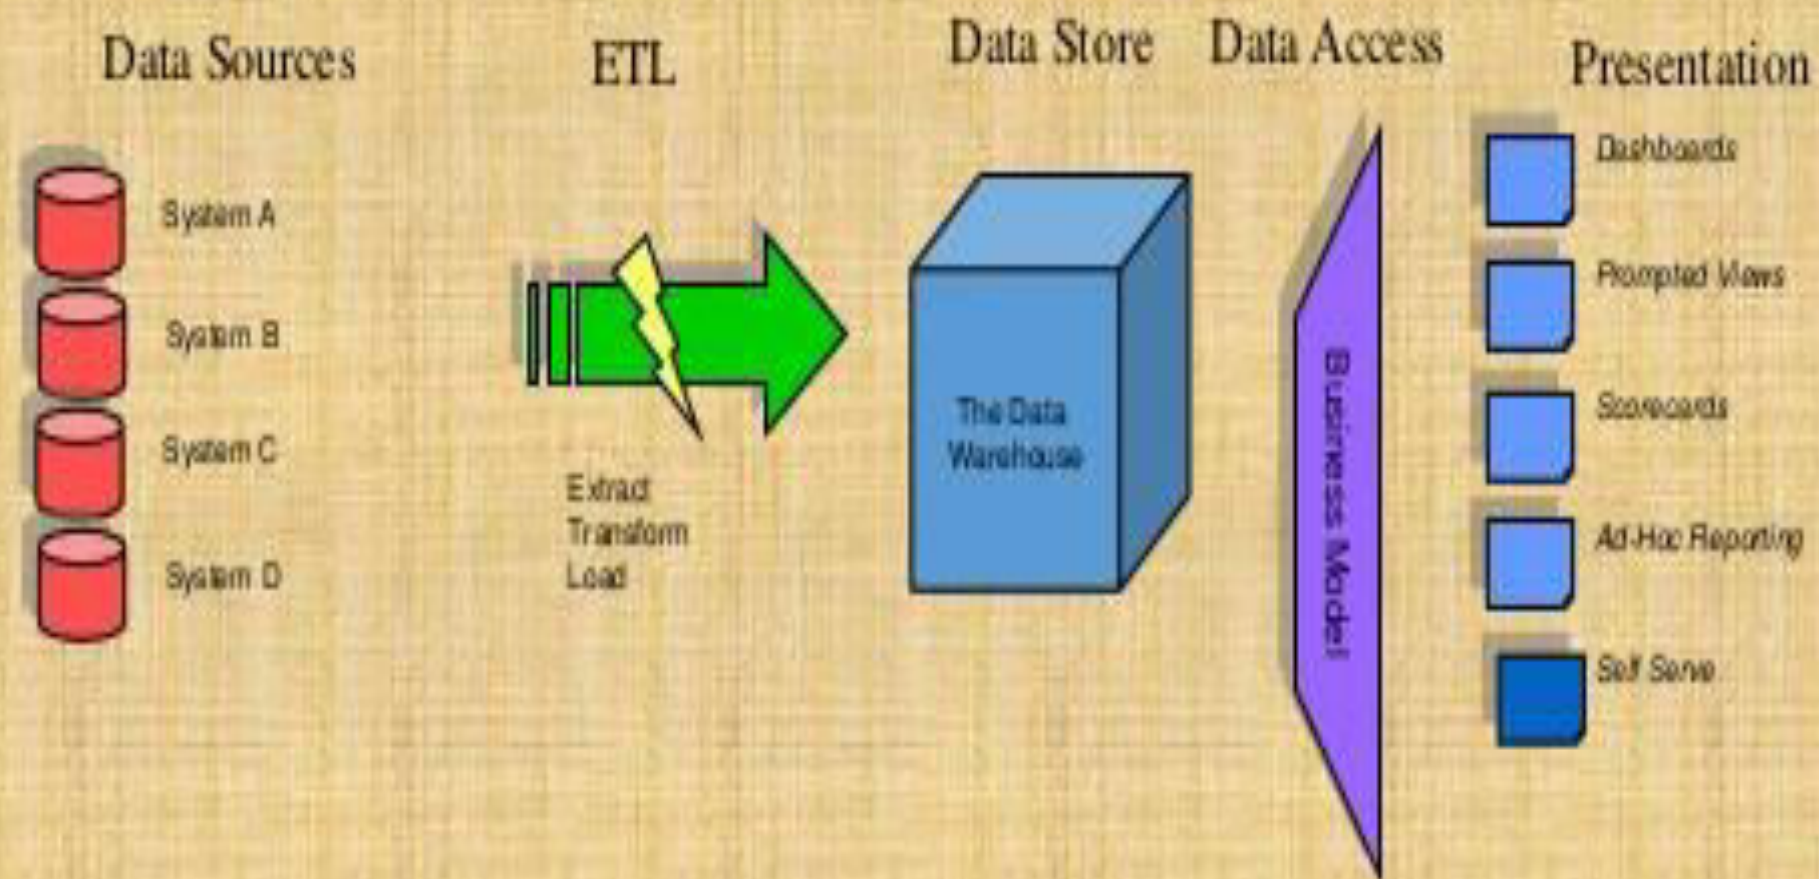 Data Sources
ETL
Data Store
Data Access
Presentation
System A
System B
System C
System D
Extract
Transform
Load
The Data
Warehouse
Business Model
Dashboards
Prompted Views
Scorecards
Ad-Hoc Reporting
Self Serve